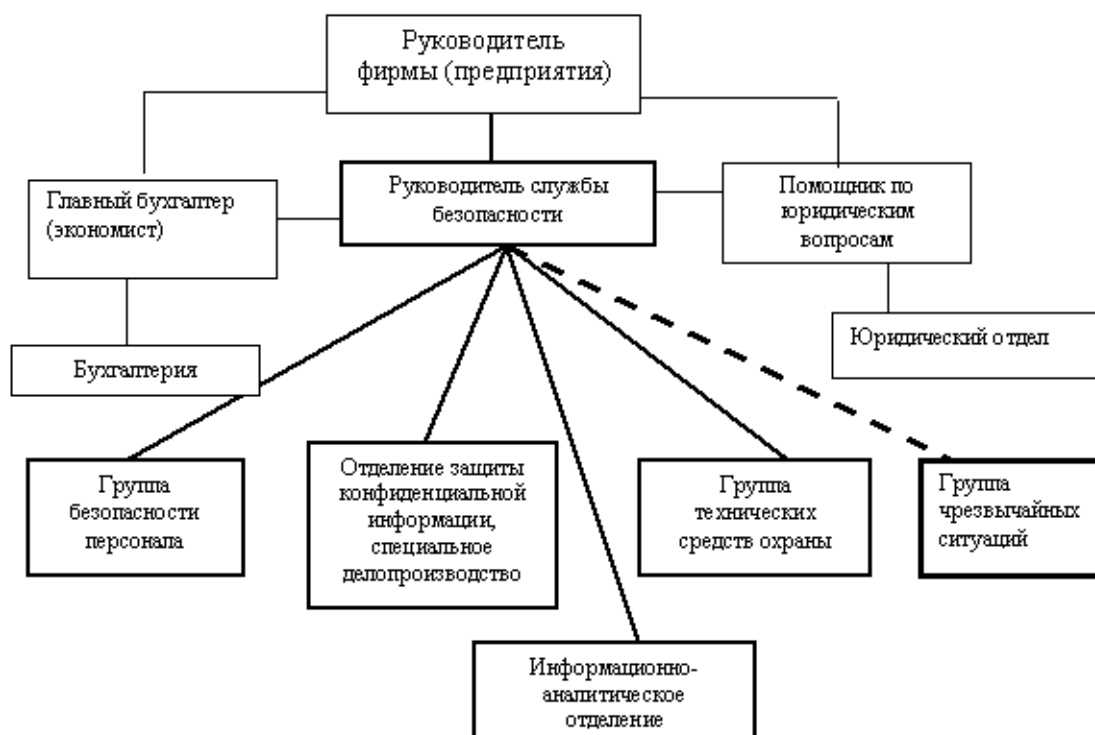 Руководитель
фирмы (предприятия)
Главный бухгалтер
(экономист)
Руководитель службы
безопасности
Помощник по
юридическим
вопросам
Бухгалтерия
Юридический отдел
Группа
безопасности
персонала
Отделение защиты
конфиденциальной
информации,
специальное
делопроизводство
Группа
технических
средств охраны
Группа
чрезвычайных
ситуаций
Информационно-
аналитическое
отделение